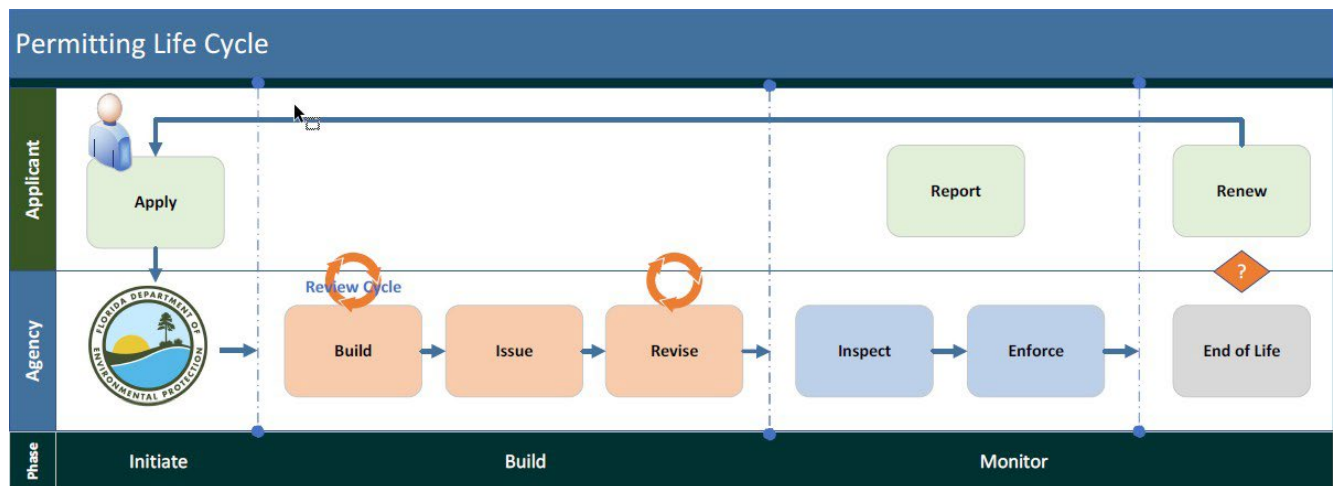 Permitting Life Cycle
Applicant
Apply
Report
Renew
?
Review Cycle
Agency
FLORIDA DEPARTMENT OF
ENVIRONMENTAL PROTECTION
Build
Issue
Revise
Inspect
Enforce
End of Life
Phase
Initiate
Build
Monitor